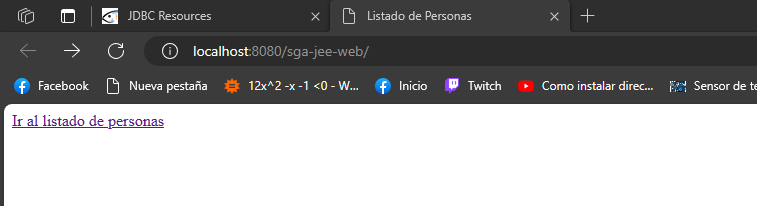 JDBC Resources
Listado de Personas
localhost:8080/sga-jee-web/
Facebook
Nueva pestaña
12x^2 -x -1 <0 - W...
Inicio
Twitch
Como instalar direc...
Sensor de te
Ir al listado de personas